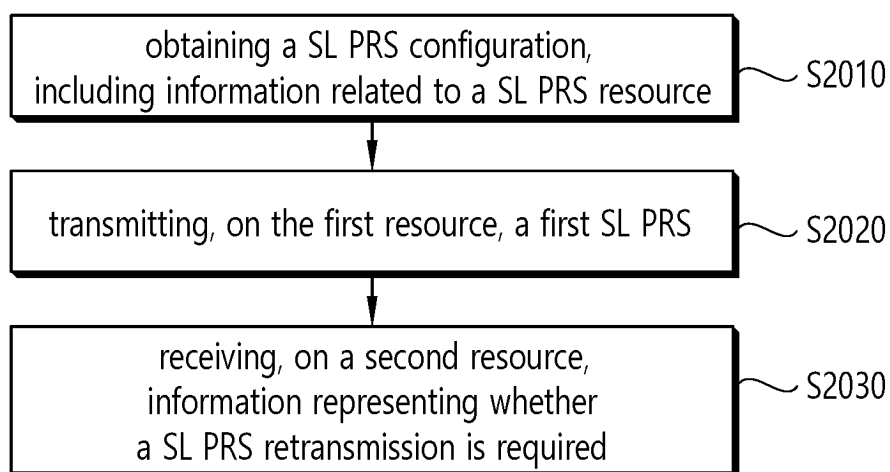 obtaining a SL PRS configuration,
including information related to a SL PRS resource
S2010
transmitting, on the first resource, a first SL PRS
S2020
receiving, on a second resource,
information representing whether
a SL PRS retransmission is required
S2030